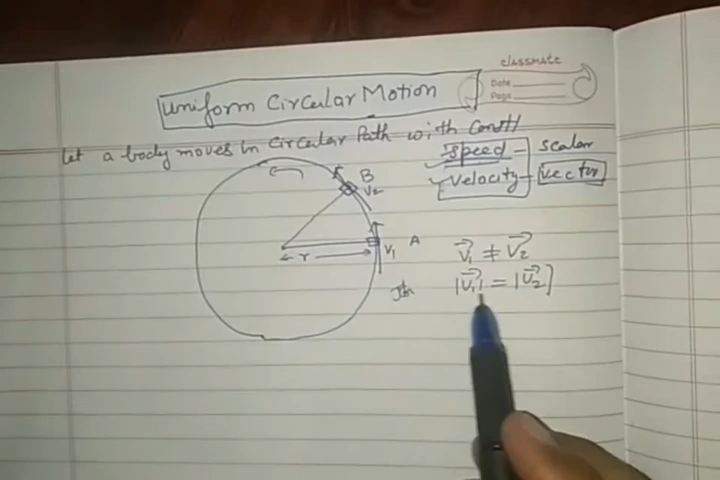 classmate
Date
Page
Uniform Circular Motion
Let a body moves in Circular Path with Constt
speed - scalar
velocity - vector
B
V₂
A
V₁
r
V⃗₁ ≠ V⃗₂
|V⃗₁| = |V⃗₂|